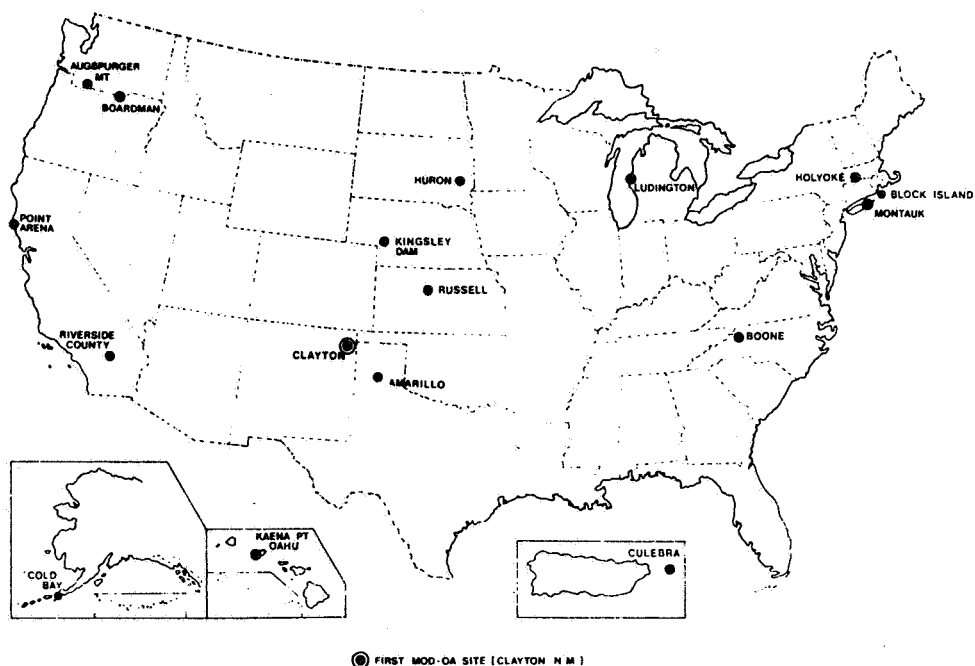 AUGSPURGER
MT
BOARDMAN
HURON
LUDINGTON
HOLYOKE
BLOCK ISLAND
MONTAUK
POINT
ARENA
KINGSLEY
DAM
RUSSELL
RIVERSIDE
COUNTY
CLAYTON
BOONE
AMARILLO
KAENA PT
OAHU
CULEBRA
COLD
BAY
FIRST MOD-OA SITE [CLAYTON N M]